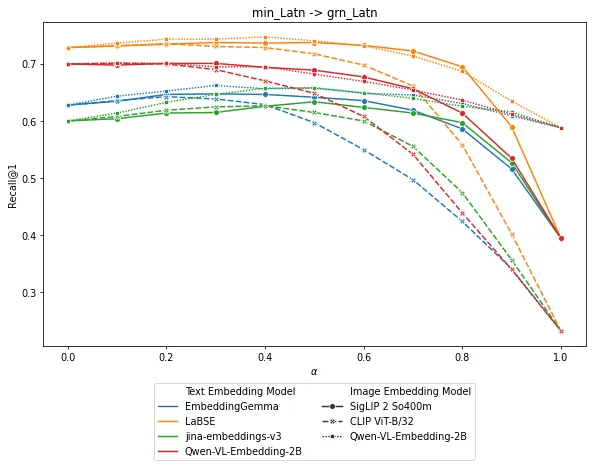 min_Latn -> grn_Latn
Recall@1
0.7
0.6
0.5
0.4
0.3
0.0 0.2 0.4 0.6 0.8 1.0
α
Text Embedding Model Image Embedding Model
EmbeddingGemma SigLIP 2 So400m
LaBSE CLIP ViT-B/32
jina-embeddings-v3 Qwen-VL-Embedding-2B
Qwen-VL-Embedding-2B